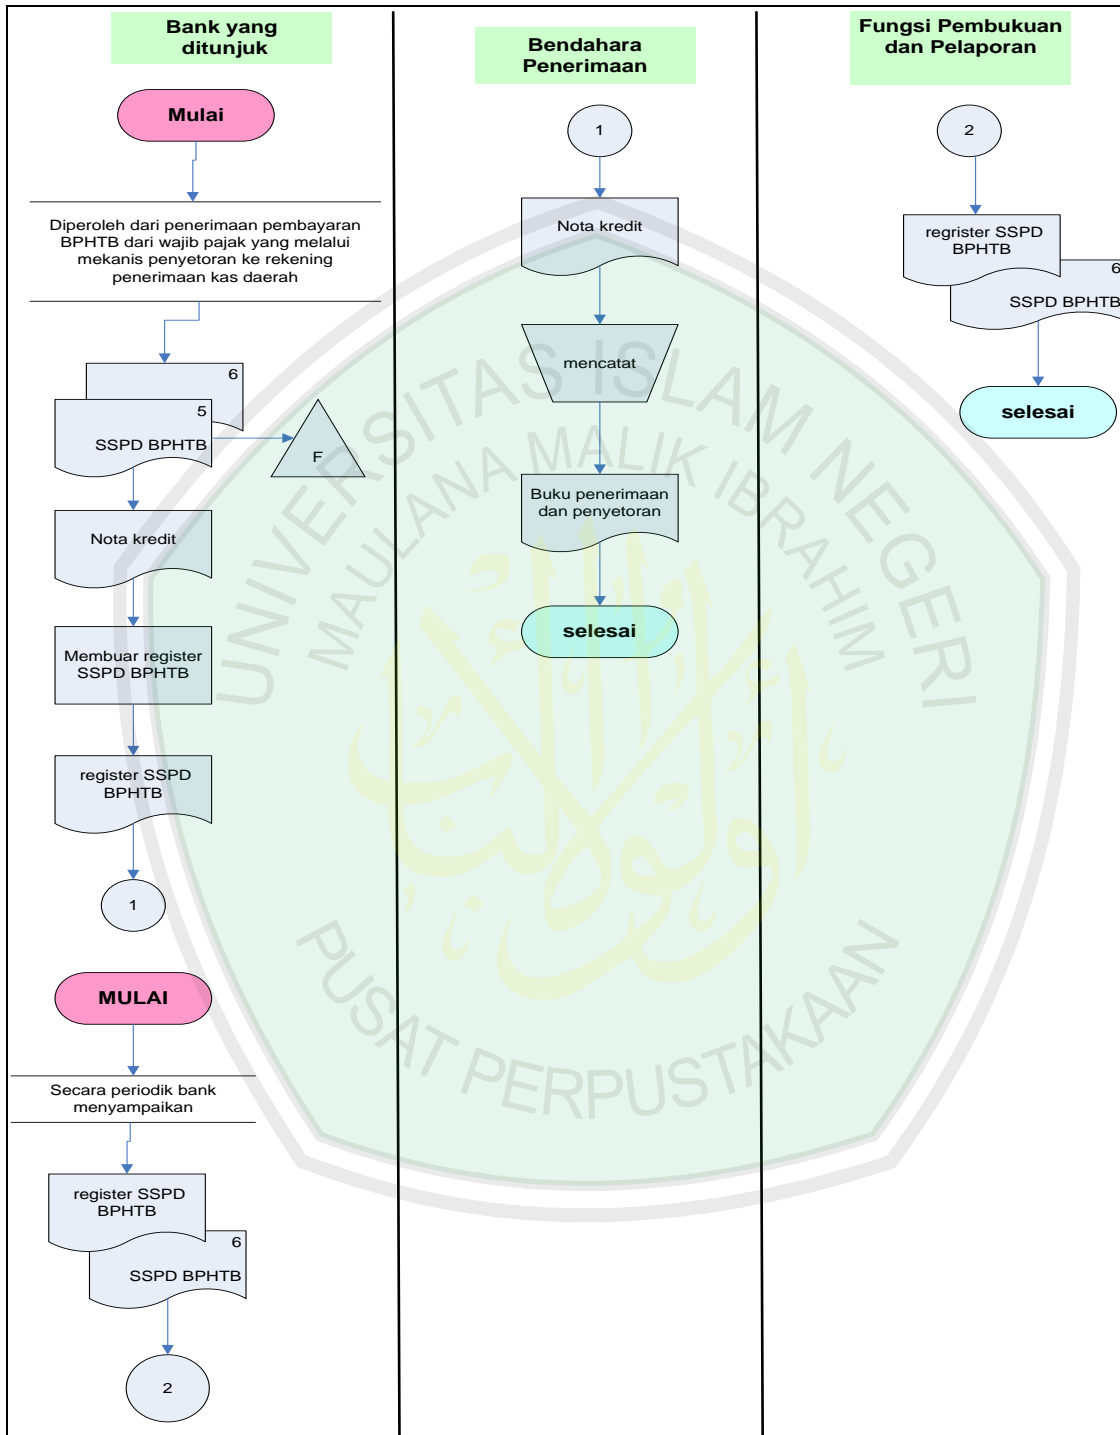 Bank yang
ditunjuk
Mulai
Diperoleh dari penerimaan pembayaran
BPHTB dari wajib pajak yang melalui
mekanis penyetoran ke rekening
penerimaan kas daerah
6
5
SSPD BPHTB
F
Nota kredit
Membuar register
SSPD BPHTB
register SSPD
BPHTB
1
MULAI
Secara periodik bank
menyampaikan
register SSPD
BPHTB
6
SSPD BPHTB
2
Bendahara
Penerimaan
1
Nota kredit
mencatat
Buku penerimaan
dan penyetoran
selesai
Fungsi Pembukuan
dan Pelaporan
2
regrister SSPD
BPHTB
6
SSPD BPHTB
selesai
UNIVERSITAS ISLAM NEGERI
MAULANA MALIK IBRAHIM
PUSAT PERPUSTAKAAN